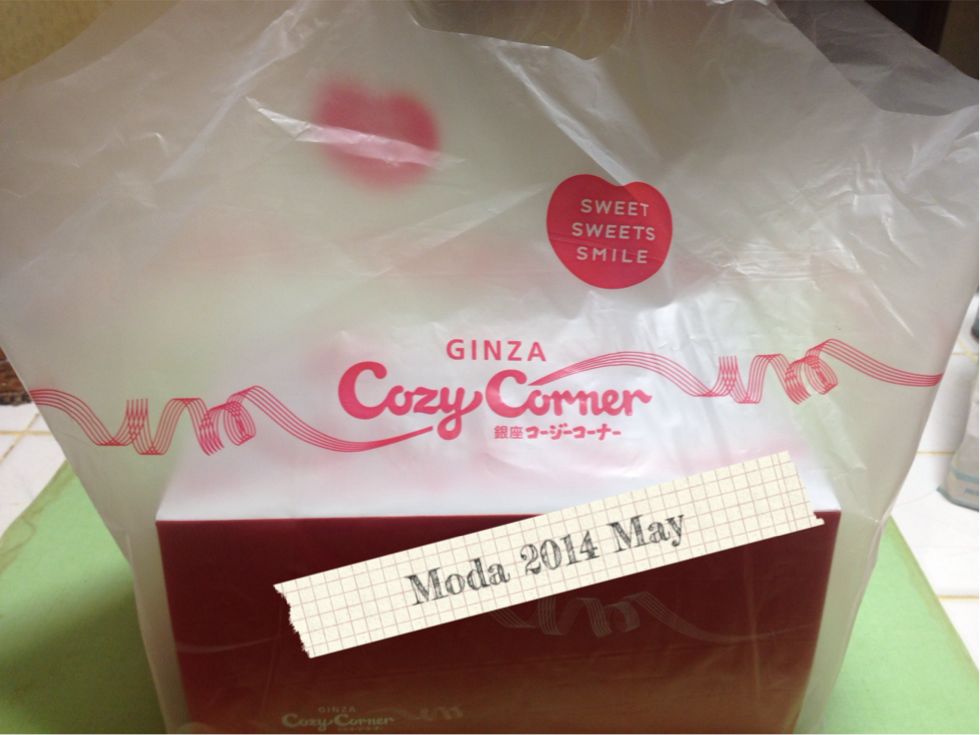 SWEET
SWEETS
SMILE
GINZA
Cozy Corner
銀座コージーコーナー
Moda 2014 May
GINZA
Cozy Corner